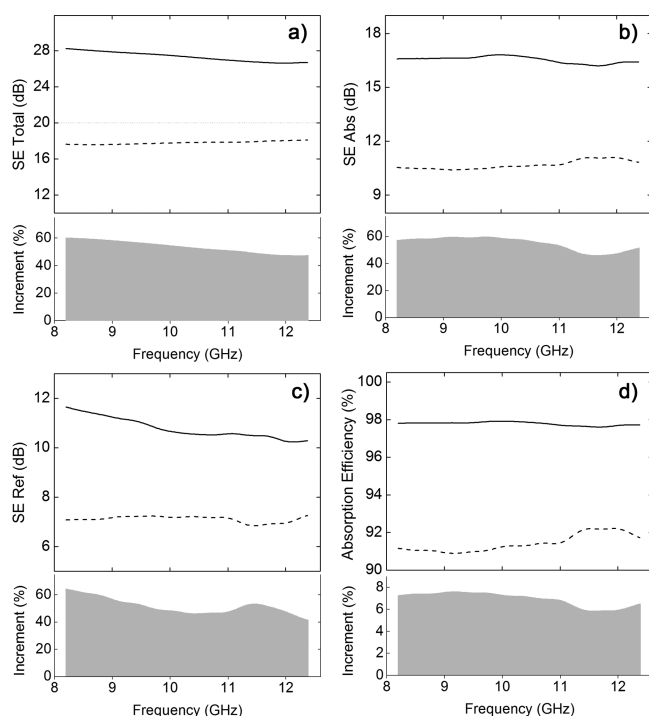 a)
SE Total (dB)
28
24
20
16
12
Increment (%)
60
40
20
0
8 9 10 11 12
Frequency (GHz)
b)
SE Abs (dB)
18
15
12
9
Increment (%)
80
60
40
20
0
8 9 10 11 12
Frequency (GHz)
c)
SE Ref (dB)
12
10
8
6
Increment (%)
60
40
20
0
8 9 10 11 12
Frequency (GHz)
d)
Absorption Efficiency (%)
100
98
96
94
92
90
Increment (%)
8
6
4
2
0
8 9 10 11 12
Frequency (GHz)